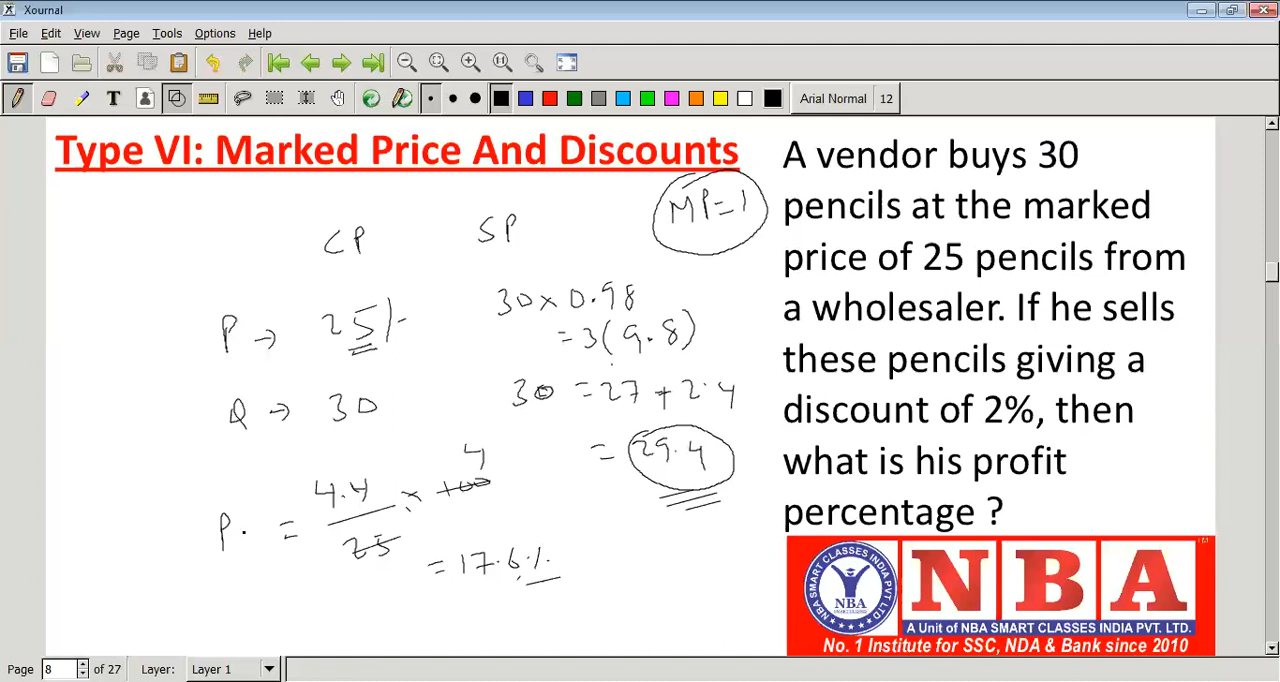 Xournal
File Edit View Page Tools Options Help
Arial Normal 12
Type VI: Marked Price And Discounts
MP=1
CP SP
P → 25/-
30×0.98
=3(9.8)
Q → 30
30 =27+2.4
= 29.4
P. = 4.4/25 × 100 4
= 17.6%.
A vendor buys 30
pencils at the marked
price of 25 pencils from
a wholesaler. If he sells
these pencils giving a
discount of 2%, then
what is his profit
percentage ?
NBA SMART CLASSES INDIA PVT LTD.
NBA
NBA
TM
A Unit of NBA SMART CLASSES INDIA PVT. LTD.
No. 1 Institute for SSC, NDA & Bank since 2010
Page 8 of 27 Layer: Layer 1